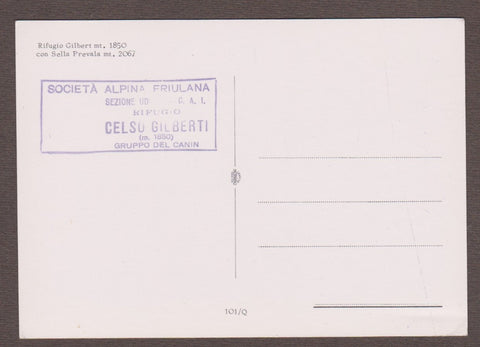 Rifugio Gilbert mt. 1850
con Sella Prevala mt. 2067
SOCIETÀ ALPINA FRIULANA
SEZIONE UD C. A. I.
RIFUGIO
CELSO GILBERTI
(m. 1850)
GRUPPO DEL CANIN
101/Q